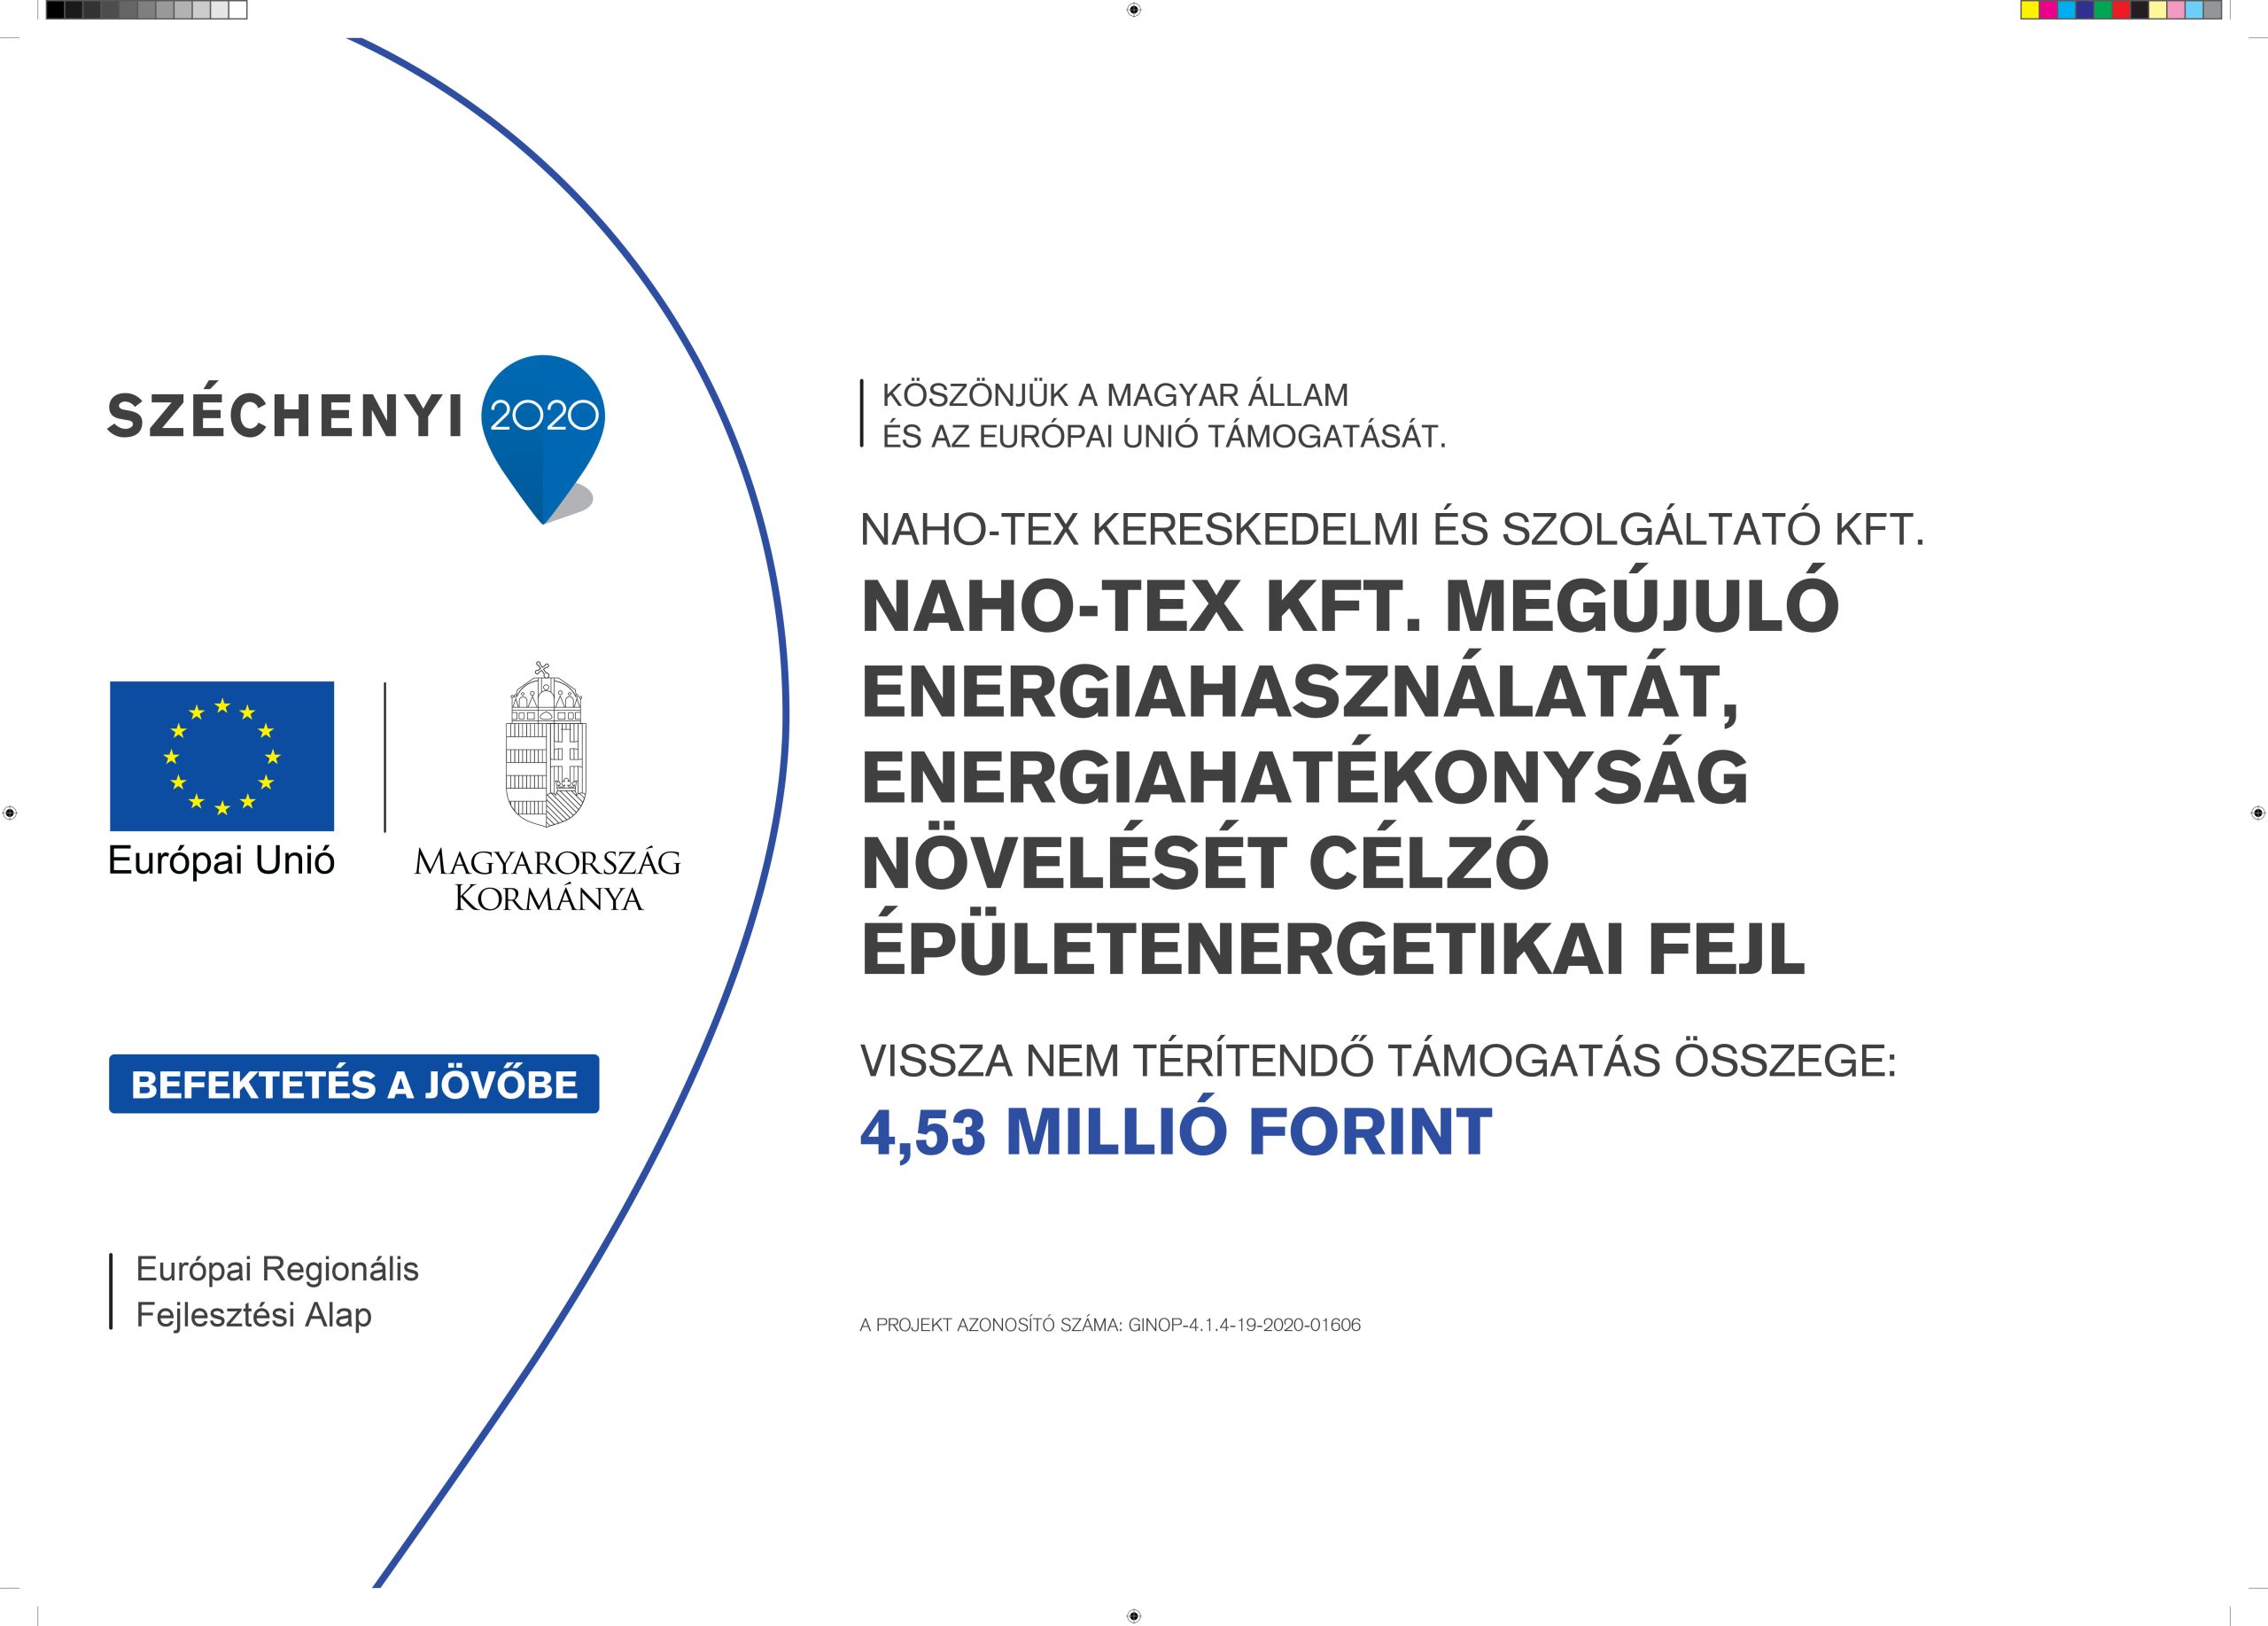 SZÉCHENYI 2020
Európai Unió
MAGYARORSZÁG
KORMÁNYA
BEFEKTETÉS A JÖVŐBE
Európai Regionális
Fejlesztési Alap
KÖSZÖNJÜK A MAGYAR ÁLLAM
ÉS AZ EURÓPAI UNIÓ TÁMOGATÁSÁT.
NAHO-TEX KERESKEDELMI ÉS SZOLGÁLTATÓ KFT.
NAHO-TEX KFT. MEGÚJULÓ
ENERGIAHASZNÁLATÁT,
ENERGIAHATÉKONYSÁG
NÖVELÉSÉT CÉLZÓ
ÉPÜLETENERGETIKAI FEJL
VISSZA NEM TÉRÍTENDŐ TÁMOGATÁS ÖSSZEGE:
4,53 MILLIÓ FORINT
A PROJEKT AZONOSÍTÓ SZÁMA: GINOP-4.1.4-19-2020-01606